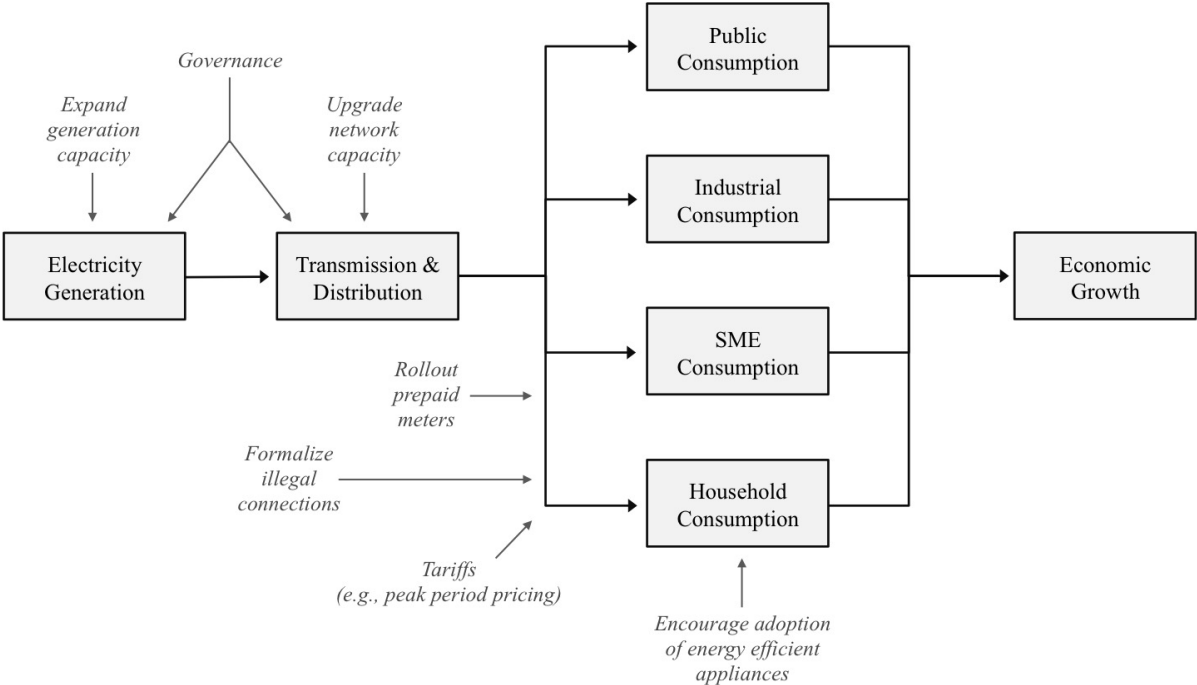 Governance
Expand
generation
capacity
Upgrade
network
capacity
Electricity
Generation
Transmission &
Distribution
Public
Consumption
Industrial
Consumption
SME
Consumption
Household
Consumption
Economic
Growth
Rollout
prepaid
meters
Formalize
illegal
connections
Tariffs
(e.g., peak period pricing)
Encourage adoption
of energy efficient
appliances